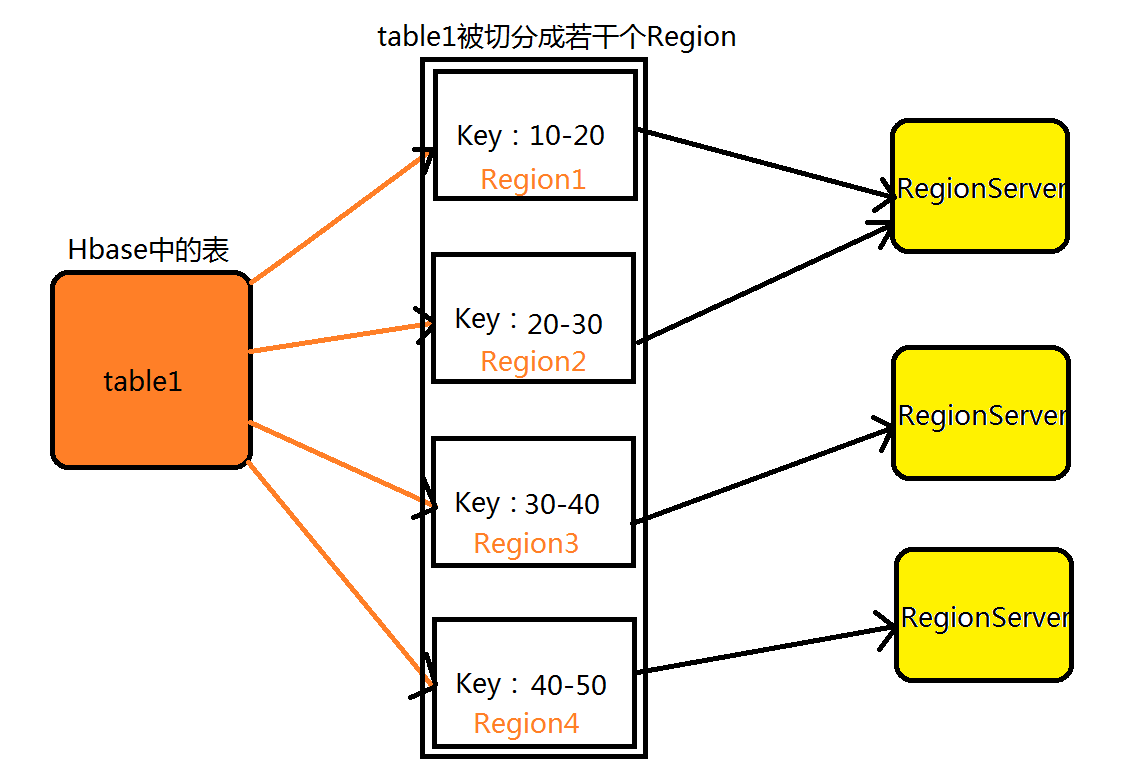 table1被切分成若干个Region
Hbase中的表
table1
Key：10-20
Region1
Key：20-30
Region2
Key：30-40
Region3
Key：40-50
Region4
RegionServer
RegionServer
RegionServer